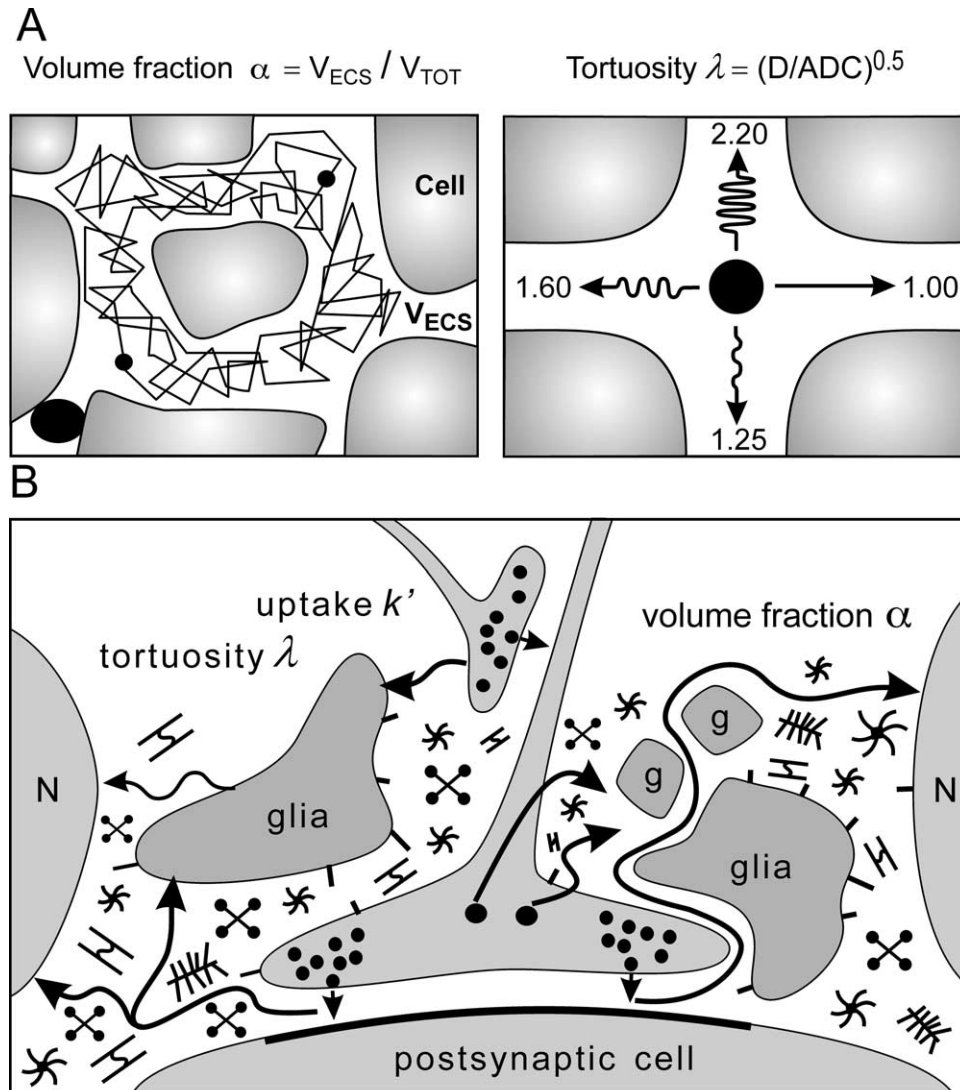 A
Volume fraction α = V_ECS / V_TOT
Tortuosity λ = (D/ADC)^0.5
Cell
V_ECS
2.20
1.60
1.00
1.25
B
uptake k’
tortuosity λ
volume fraction α
N
glia
g
g
glia
N
postsynaptic cell